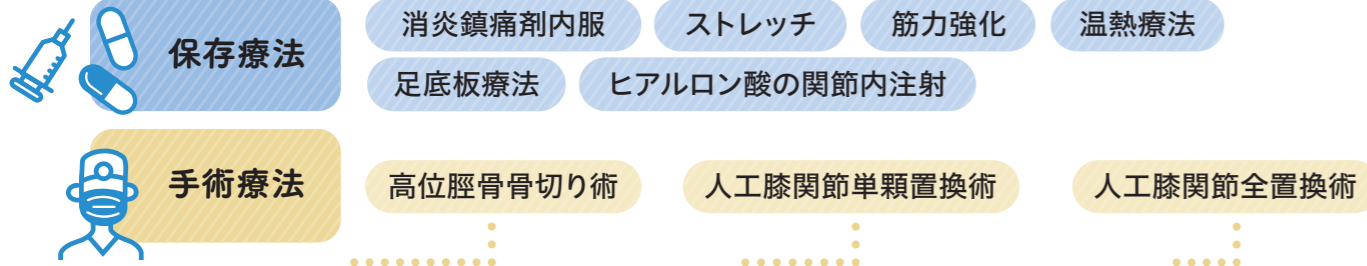 保存療法
消炎鎮痛剤内服 ストレッチ 筋力強化 温熱療法
足底板療法 ヒアルロン酸の関節内注射
手術療法
高位脛骨骨切り術 人工膝関節単顆置換術 人工膝関節全置換術